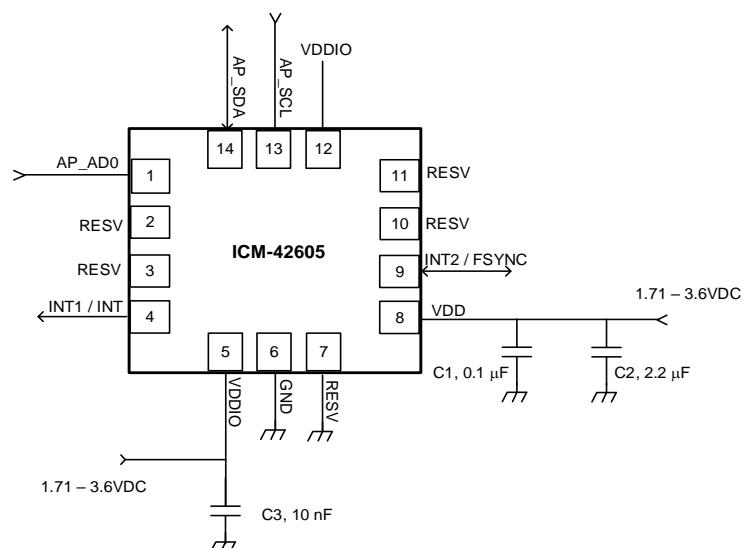 AP_SDA
AP_SCL
VDDIO
14
13
12
AP_AD0
1
11
RESV
RESV
2
10
RESV
ICM-42605
RESV
3
9
INT2 / FSYNC
INT1 / INT
4
8
VDD
1.71 – 3.6VDC
5
6
7
VDDIO
GND
RESV
C1, 0.1 µF
C2, 2.2 µF
1.71 – 3.6VDC
C3, 10 nF